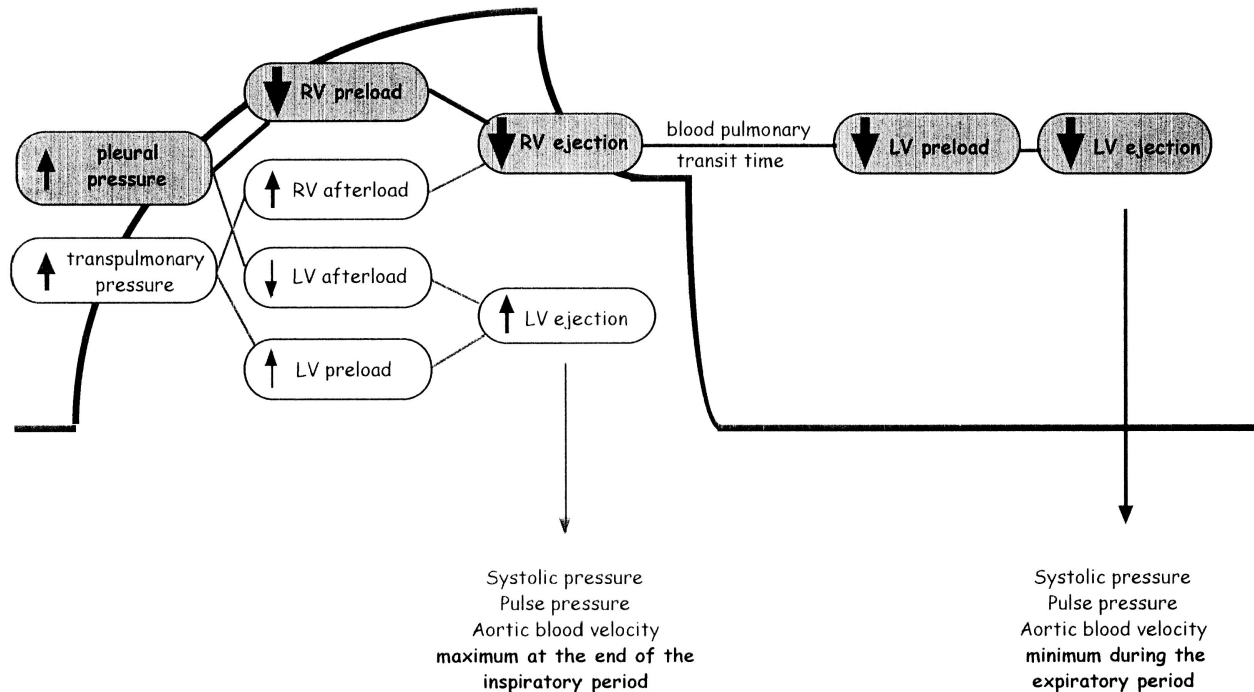 pleural
pressure
transpulmonary
pressure
RV preload
RV afterload
LV afterload
LV preload
RV ejection
LV ejection
blood pulmonary
transit time
LV preload
LV ejection
Systolic pressure
Pulse pressure
Aortic blood velocity
maximum at the end of the
inspiratory period
Systolic pressure
Pulse pressure
Aortic blood velocity
minimum during the
expiratory period